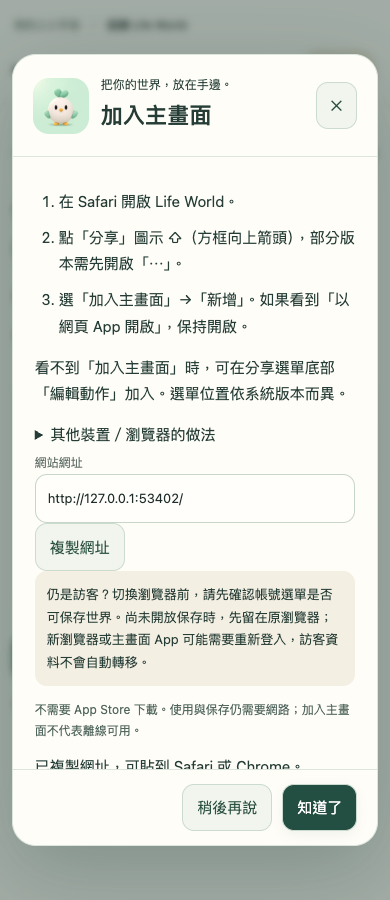 把你的世界，放在手邊。
加入主畫面
1. 在 Safari 開啟 Life World。
2. 點「分享」圖示 ⇧（方框向上箭頭），部分版
本需先開啟「⋯」。
3. 選「加入主畫面」→「新增」。如果看到「以
網頁 App 開啟」，保持開啟。
看不到「加入主畫面」時，可在分享選單底部
「編輯動作」加入。選單位置依系統版本而異。
▶ 其他裝置 / 瀏覽器的做法
網站網址
http://127.0.0.1:53402/
複製網址
仍是訪客？切換瀏覽器前，請先確認帳號選單是否
可保存世界。尚未開放保存時，先留在原瀏覽器；
新瀏覽器或主畫面 App 可能需要重新登入，訪客資
料不會自動轉移。
不需要 App Store 下載。使用與保存仍需要網路；加入主畫
面不代表離線可用。
已複製網址，可貼到 Safari 或 Chrome。
稍後再說
知道了